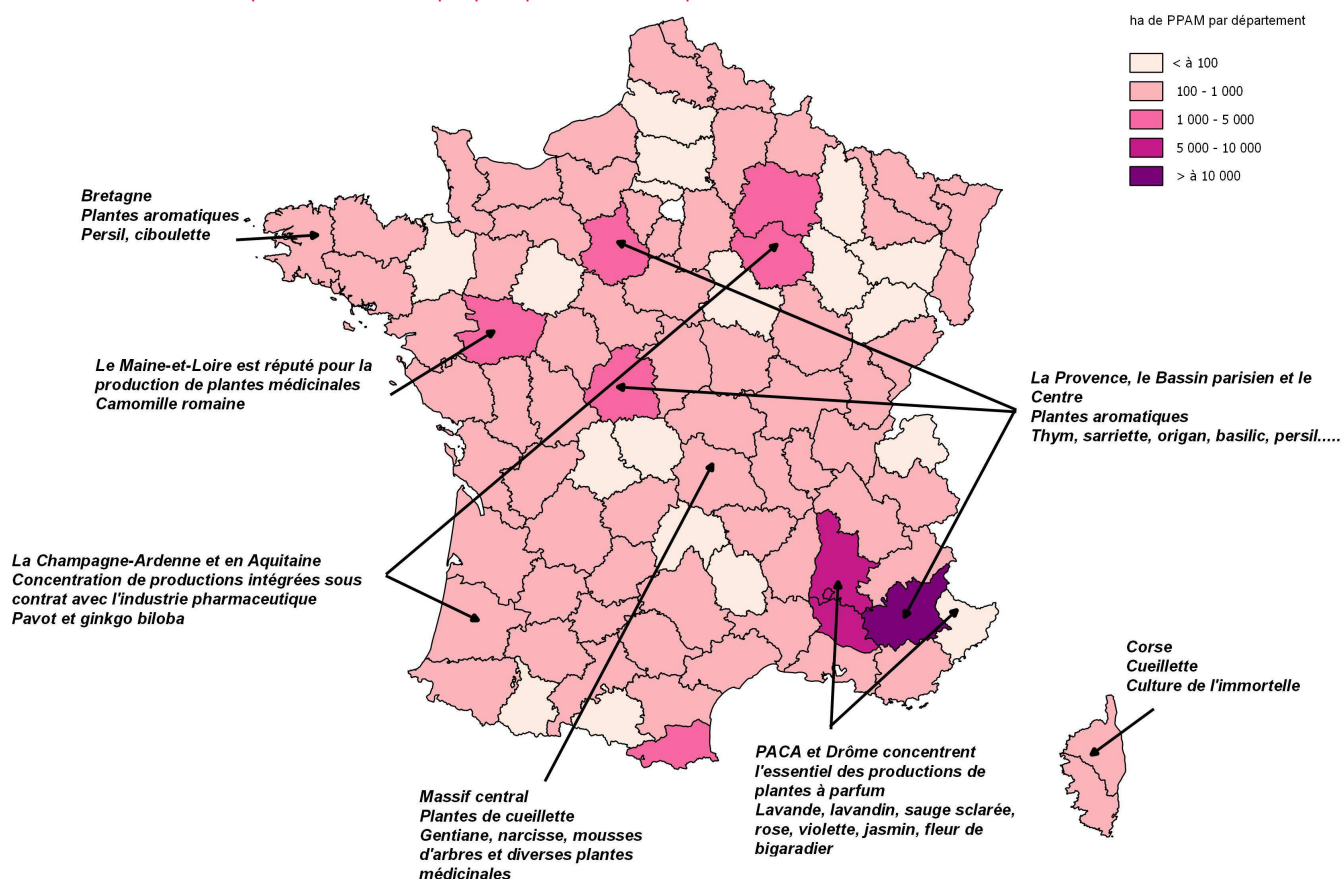 ha de PPAM par département
< à 100
100 - 1 000
1 000 - 5 000
5 000 - 10 000
> à 10 000
Bretagne
Plantes aromatiques
Persil, ciboulette
Le Maine-et-Loire est réputé pour la
production de plantes médicinales
Camomille romaine
La Provence, le Bassin parisien et le
Centre
Plantes aromatiques
Thym, sarriette, origan, basilic, persil.....
La Champagne-Ardenne et en Aquitaine
Concentration de productions intégrées sous
contrat avec l'industrie pharmaceutique
Pavot et ginkgo biloba
Corse
Cueillette
Culture de l'immortelle
PACA et Drôme concentrent
l'essentiel des productions de
plantes à parfum
Lavande, lavandin, sauge sclarée,
rose, violette, jasmin, fleur de
bigaradier
Massif central
Plantes de cueillette
Gentiane, narcisse, mousses
d'arbres et diverses plantes
médicinales